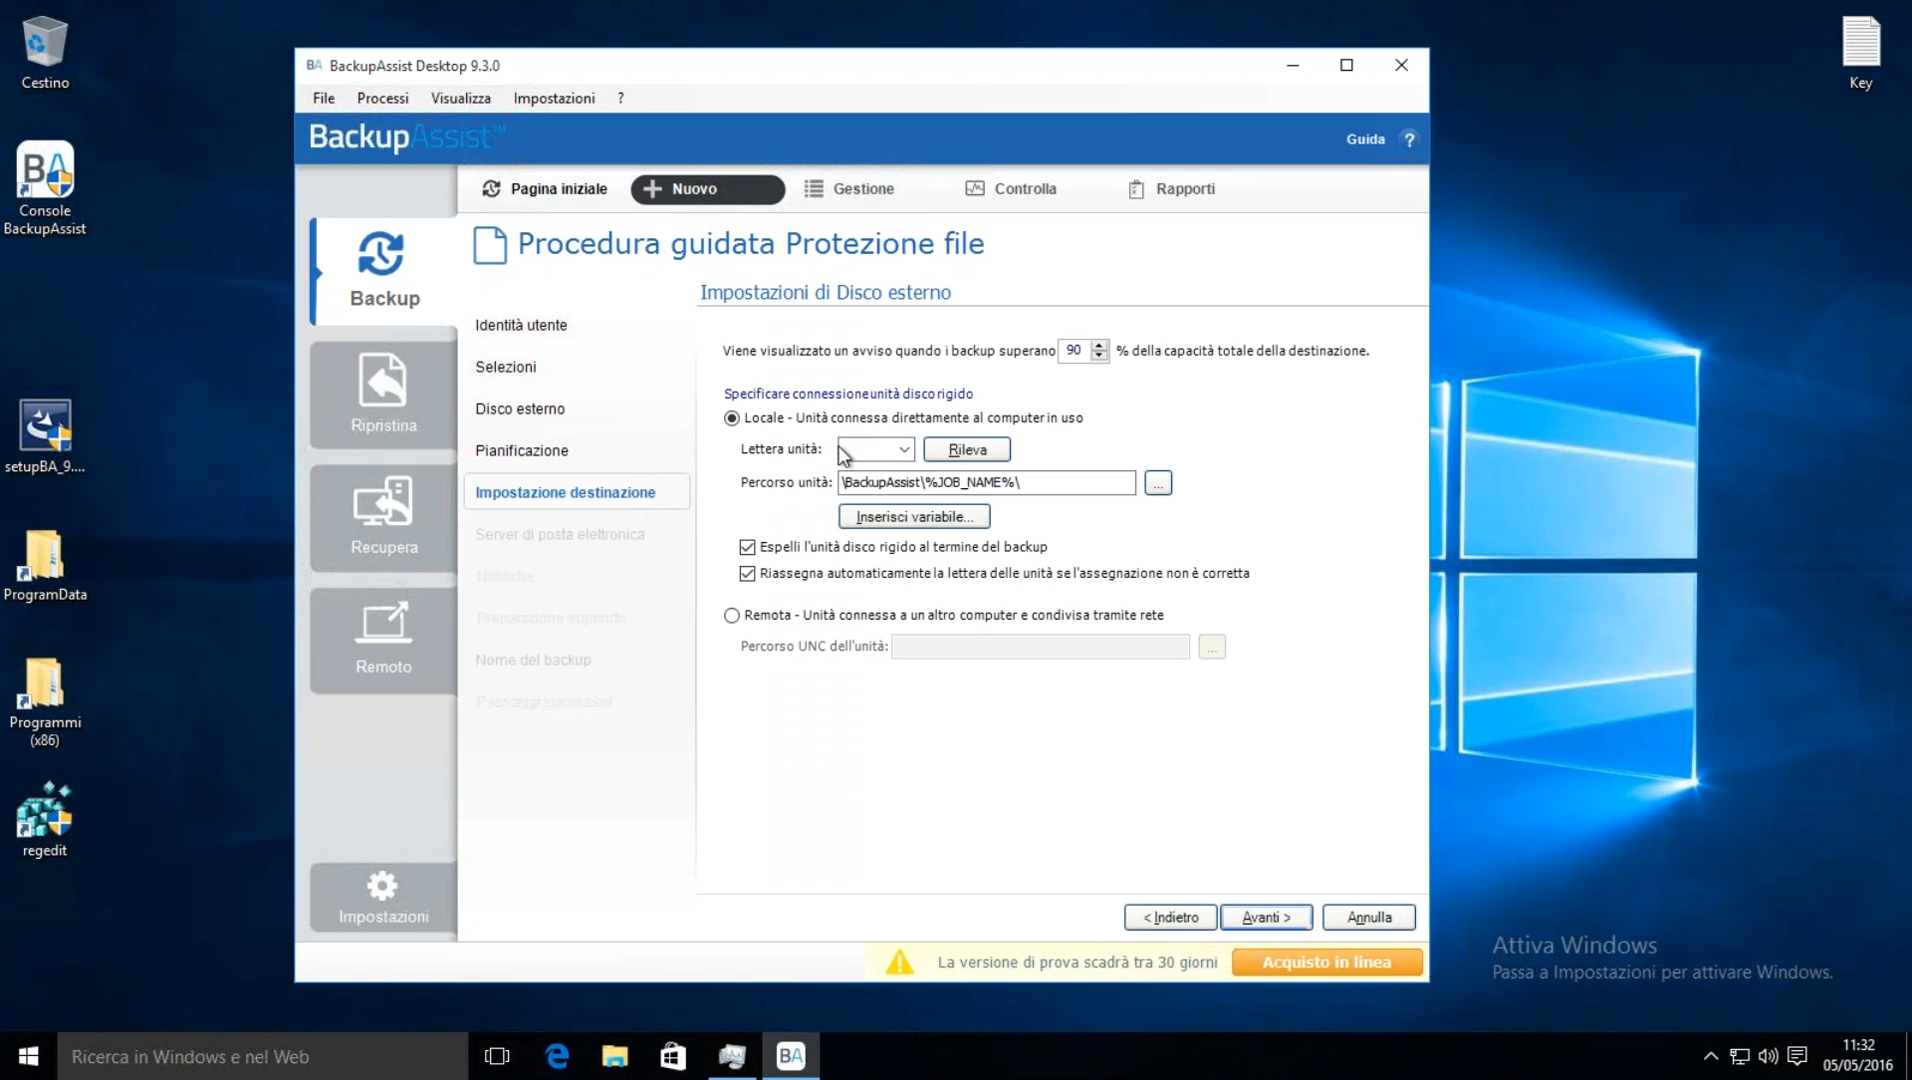 Cestino
Console
BackupAssist
setupBA_9....
ProgramData
Programmi
(x86)
regedit
Key
BA BackupAssist Desktop 9.3.0
File Processi Visualizza Impostazioni ?
BackupAssist™
Guida ?
Pagina iniziale
Nuovo
Gestione
Controlla
Rapporti
Backup
Ripristina
Recupera
Remoto
Impostazioni
Procedura guidata Protezione file
Identità utente
Selezioni
Disco esterno
Pianificazione
Impostazione destinazione
Server di posta elettronica
Notifiche
Preparazione supporto
Nome del backup
Passaggi successivi
Impostazioni di Disco esterno
Viene visualizzato un avviso quando i backup superano 90 % della capacità totale della destinazione.
Specificare connessione unità disco rigido
Locale - Unità connessa direttamente al computer in uso
Lettera unità: Rileva
Percorso unità: \BackupAssist\%JOB_NAME%\ ...
Inserisci variabile...
Espelli l'unità disco rigido al termine del backup
Riassegna automaticamente la lettera delle unità se l'assegnazione non è corretta
Remota - Unità connessa a un altro computer e condivisa tramite rete
Percorso UNC dell'unità: ...
< Indietro Avanti > Annulla
La versione di prova scadrà tra 30 giorni
Acquisto in linea
Attiva Windows
Passa a Impostazioni per attivare Windows.
Ricerca in Windows e nel Web
BA
11:32
05/05/2016